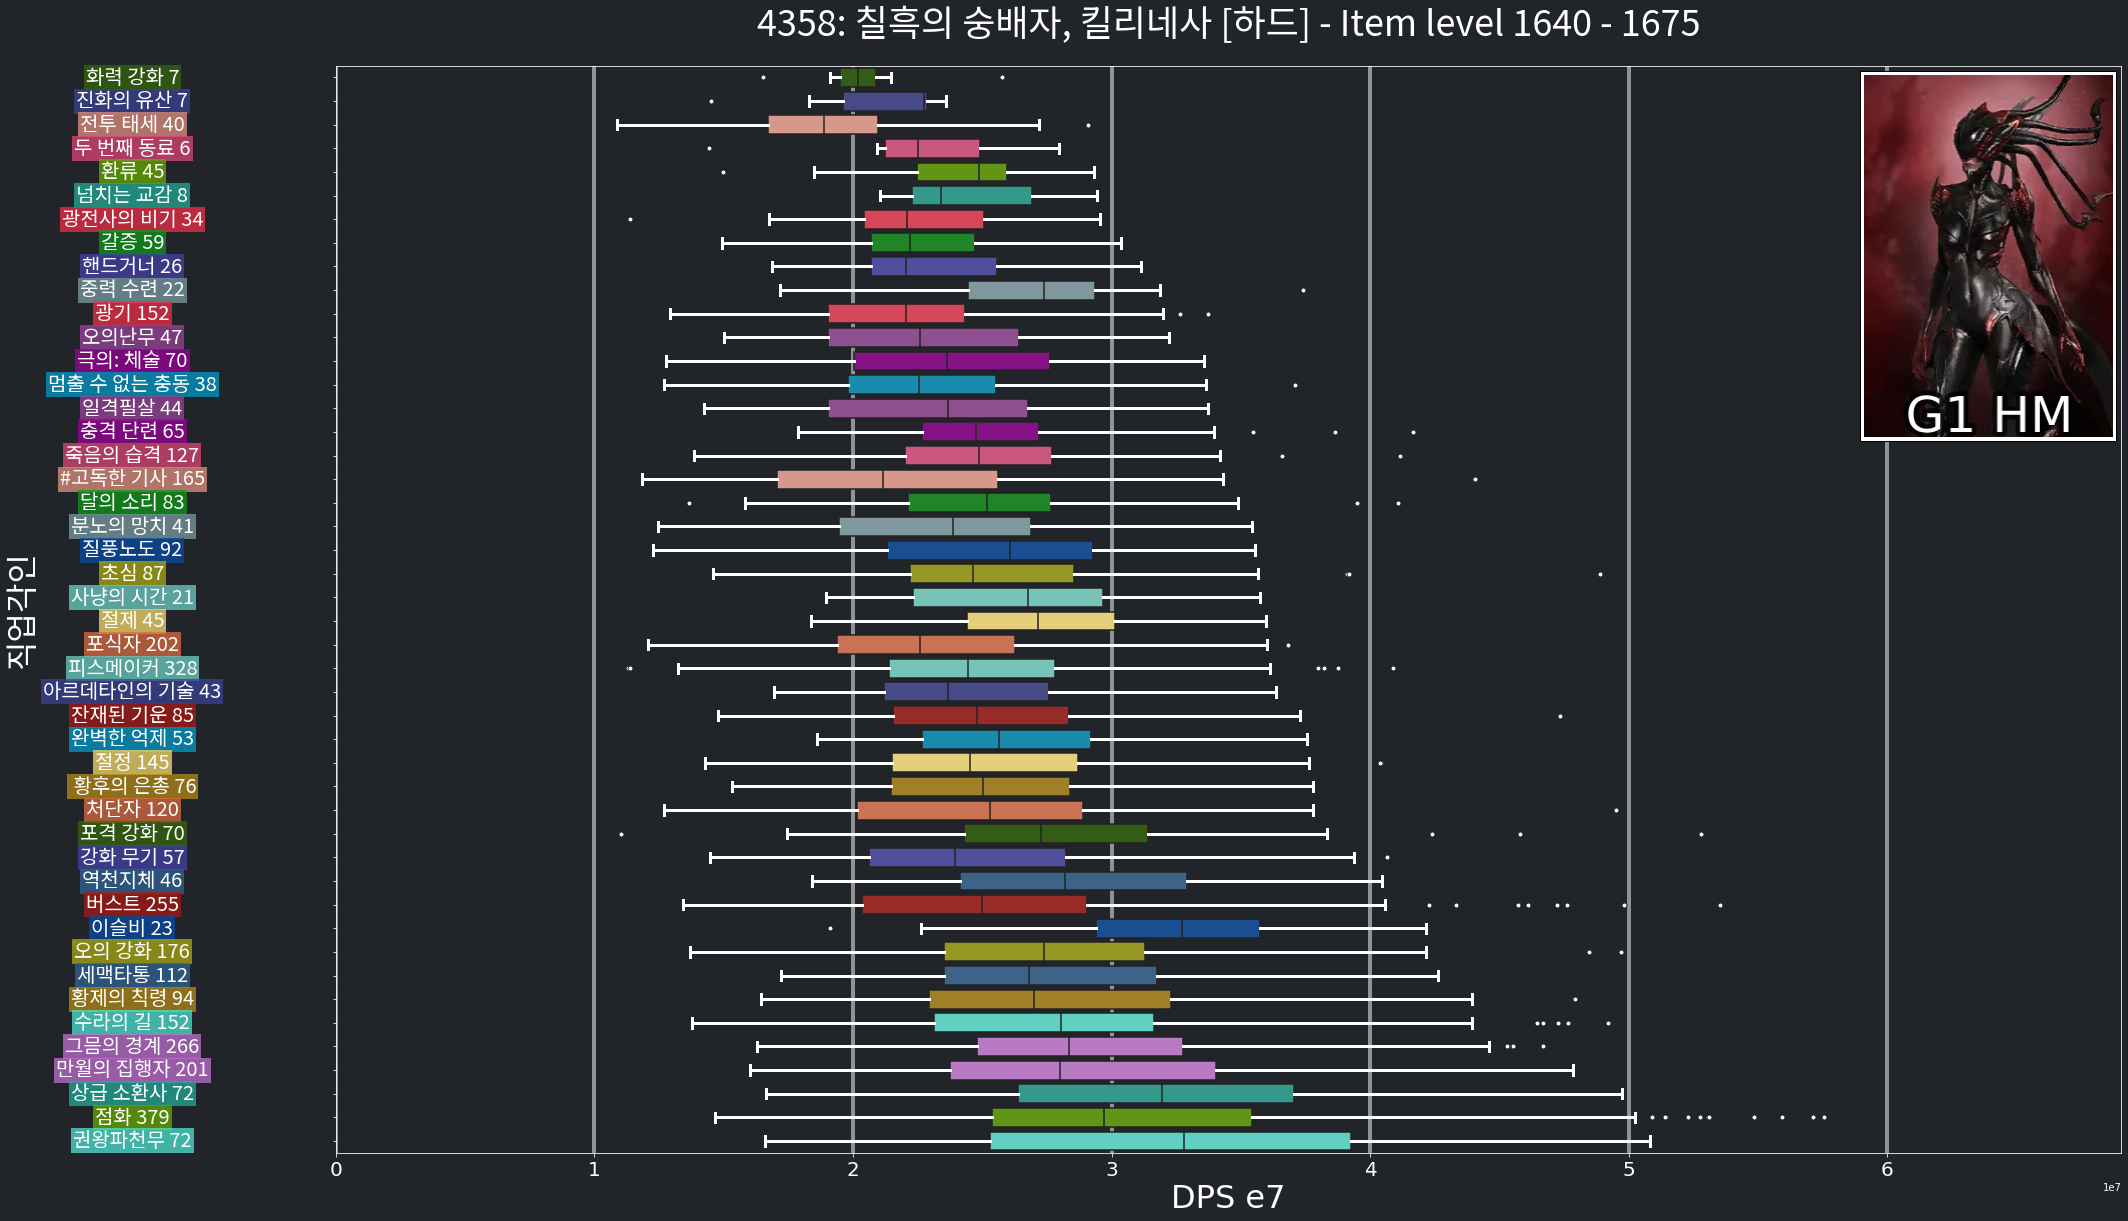 4358: 칠흑의 숭배자, 킬리네사 [하드] - Item level 1640 - 1675
화력 강화 7
진화의 유산 7
전투 태세 40
두 번째 동료 6
환류 45
넘치는 교감 8
광전사의 비기 34
갈증 59
핸드거너 26
중력 수련 22
광기 152
오의난무 47
극의: 체술 70
멈출 수 없는 충동 38
일격필살 44
충격 단련 65
죽음의 습격 127
#고독한 기사 165
달의 소리 83
분노의 망치 41
질풍노도 92
초심 87
사냥의 시간 21
절제 45
포식자 202
피스메이커 328
아르데타인의 기술 43
잔재된 기운 85
완벽한 억제 53
절정 145
황후의 은총 76
처단자 120
포격 강화 70
강화 무기 57
역천지체 46
버스트 255
이슬비 23
오의 강화 176
세맥타통 112
황제의 칙령 94
수라의 길 152
그믐의 경계 266
만월의 집행자 201
상급 소환사 72
점화 379
권왕파천무 72
직업각인
G1 HM
0 1 2 3 4 5 6
DPS e7
1e7